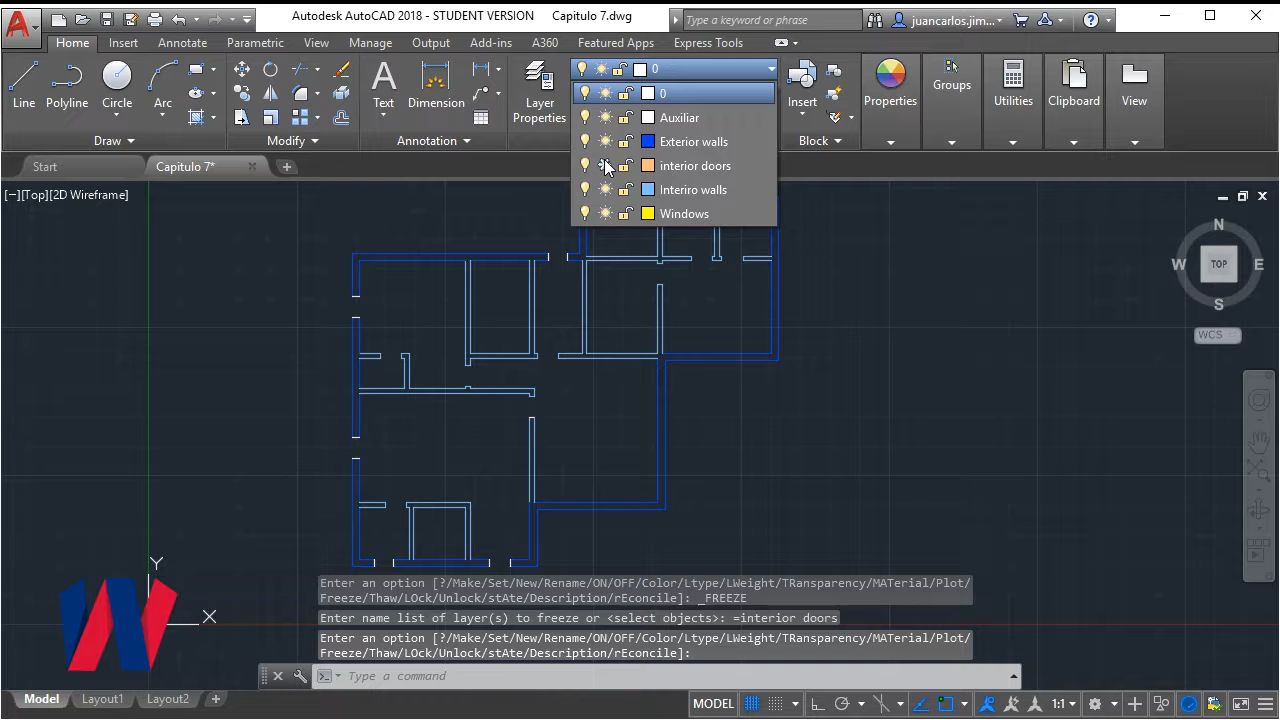 Autodesk AutoCAD 2018 - STUDENT VERSION Capitulo 7.dwg
Type a keyword or phrase
juancarlos.jim...
Home Insert Annotate Parametric View Manage Output Add-ins A360 Featured Apps Express Tools
Line Polyline Circle Arc
Text Dimension
Layer Properties
0
Insert
Properties
Groups
Utilities
Clipboard
View
Draw
Modify
Annotation
Block
0
Auxiliar
Exterior walls
interior doors
Interiro walls
Windows
Start Capitulo 7*
[−][Top][2D Wireframe]
N
W TOP E
S
WCS
Y
X
Enter an option [?/Make/Set/New/Rename/ON/OFF/Color/Ltype/LWeight/TRansparency/MATerial/Plot/
Freeze/Thaw/LOck/Unlock/stAte/Description/rEconcile]: _FREEZE
Enter name list of layer(s) to freeze or <select objects>: =interior doors
Enter an option [?/Make/Set/New/Rename/ON/OFF/Color/Ltype/LWeight/TRansparency/MATerial/Plot/
Freeze/Thaw/LOck/Unlock/stAte/Description/rEconcile]:
Type a command
Model Layout1 Layout2 +
MODEL
1:1